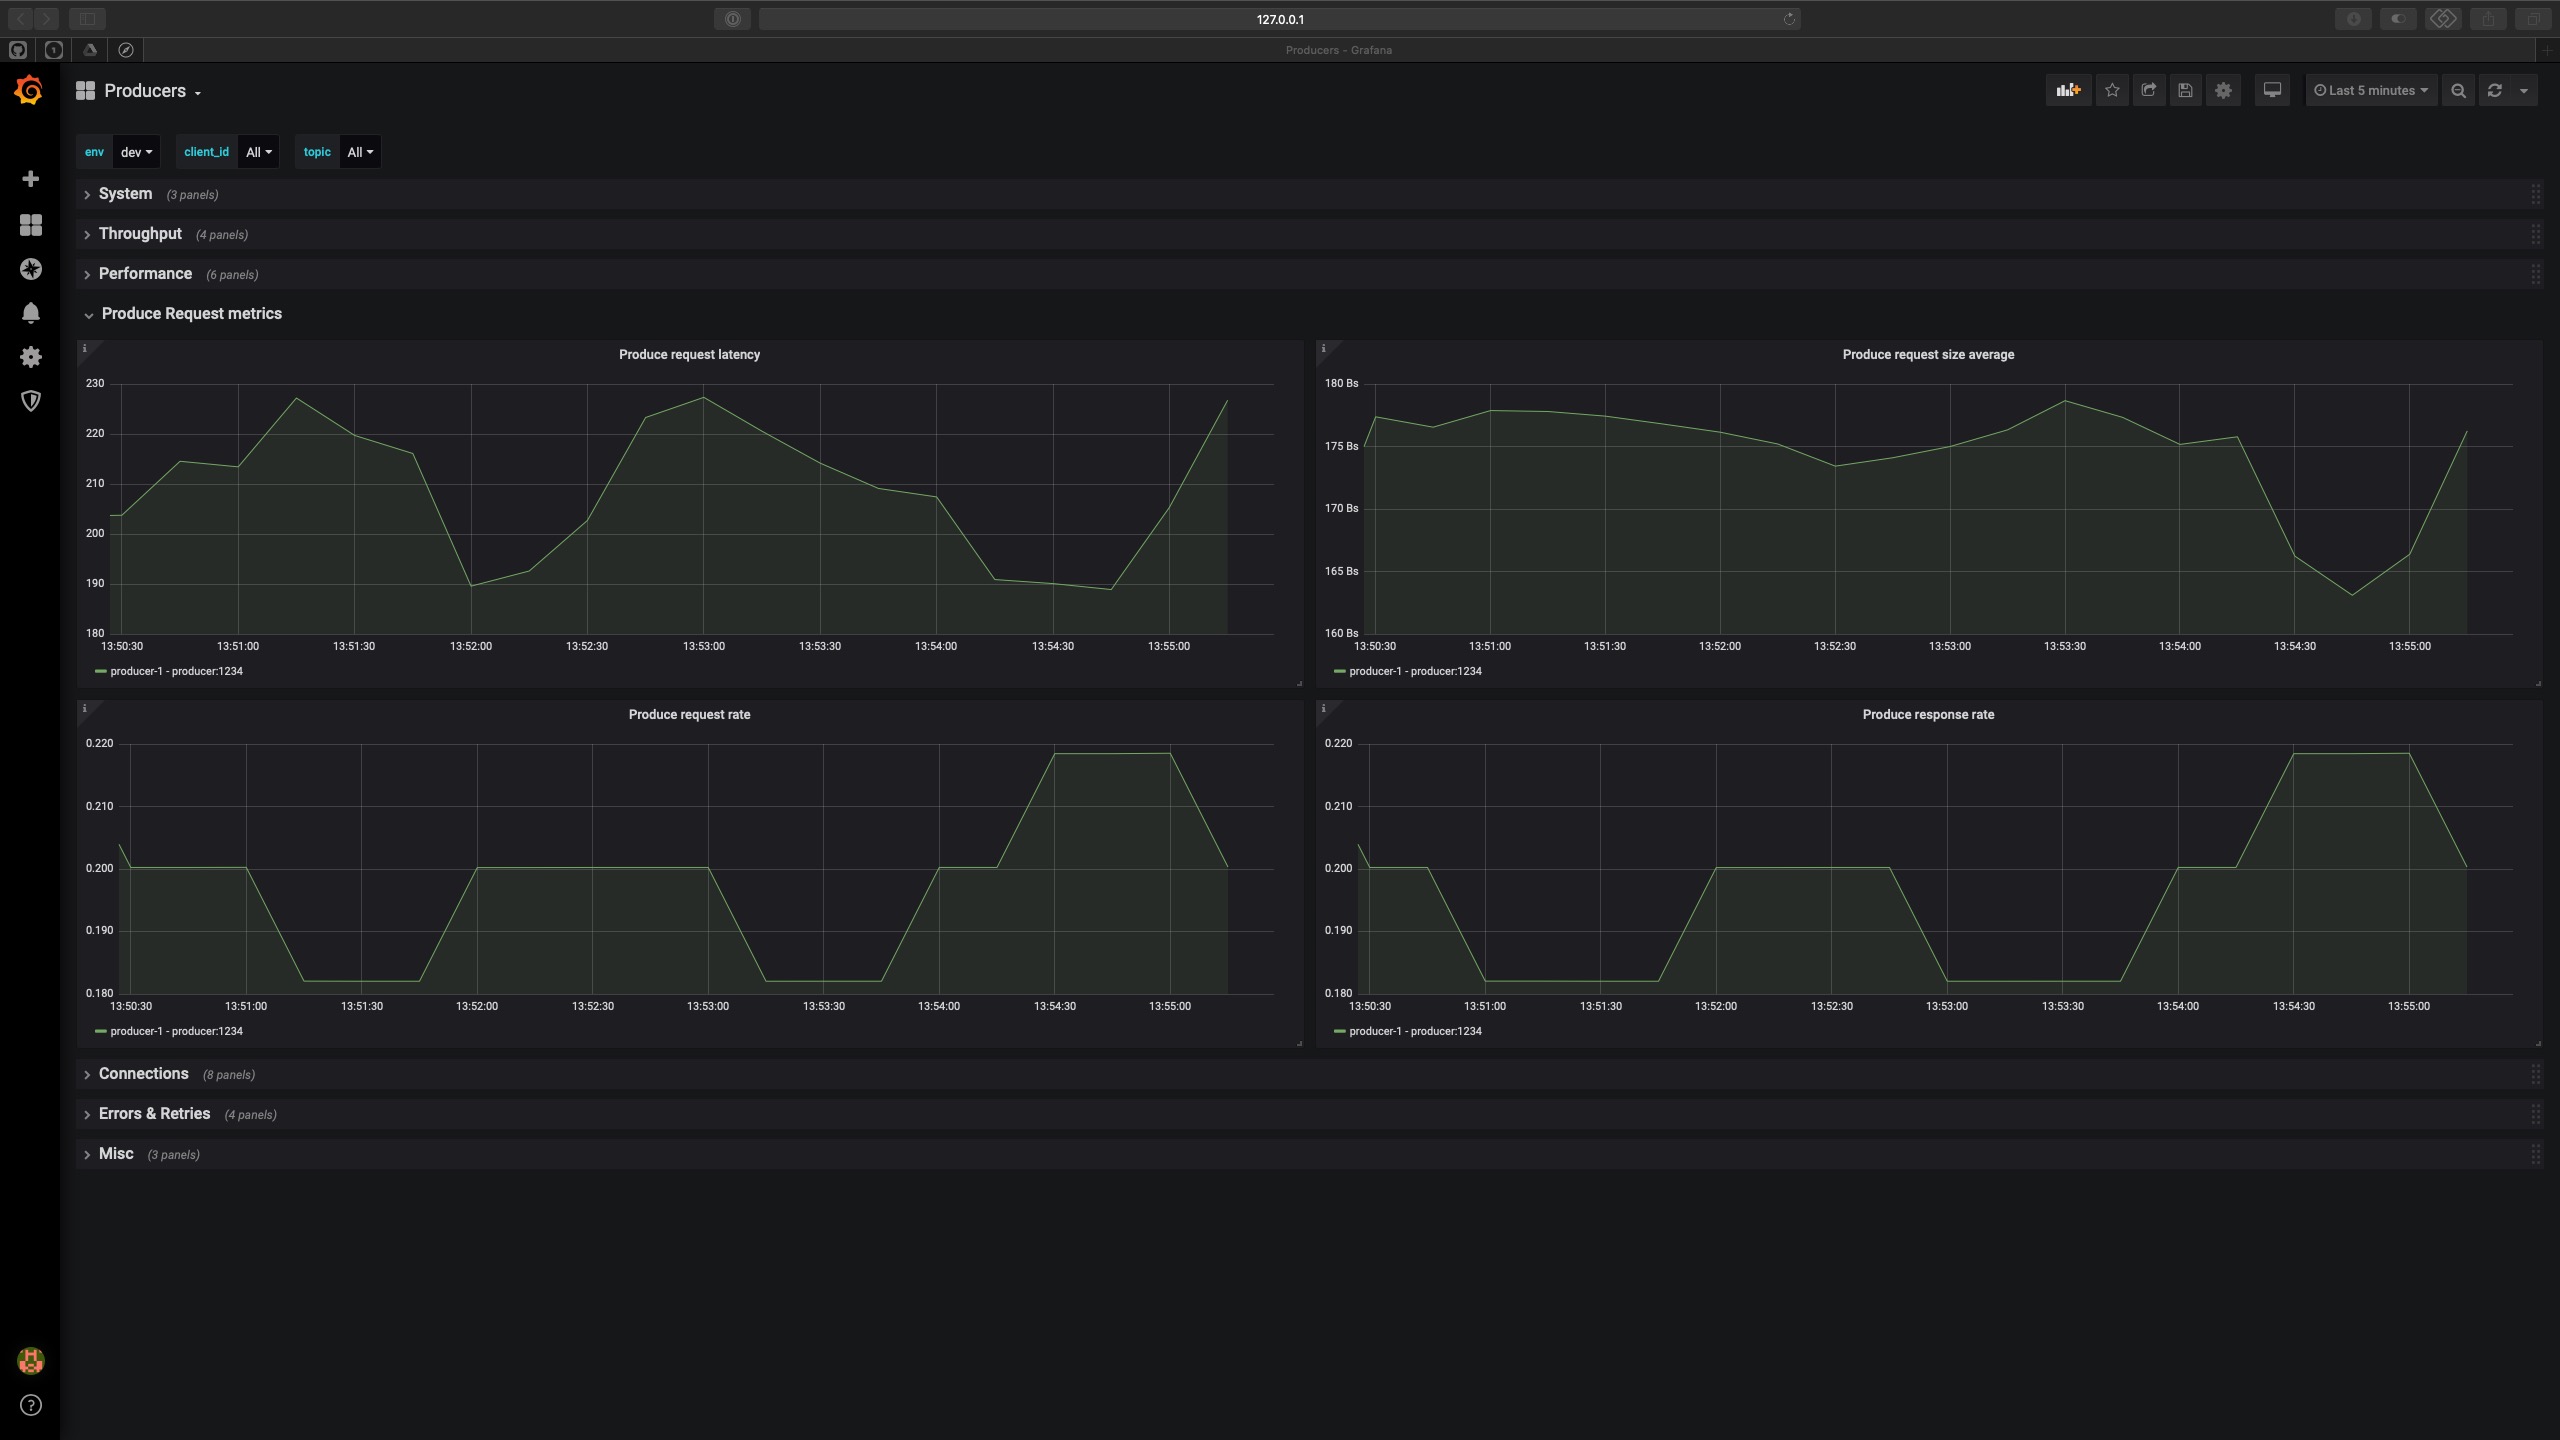 127.0.0.1
Producers - Grafana
Producers
Last 5 minutes
env dev client_id All topic All
System (3 panels)
Throughput (4 panels)
Performance (6 panels)
Produce Request metrics
Produce request latency
230
220
210
200
190
180
13:50:30 13:51:00 13:51:30 13:52:00 13:52:30 13:53:00 13:53:30 13:54:00 13:54:30 13:55:00
producer-1 - producer:1234
Produce request size average
180 Bs
175 Bs
170 Bs
165 Bs
160 Bs
13:50:30 13:51:00 13:51:30 13:52:00 13:52:30 13:53:00 13:53:30 13:54:00 13:54:30 13:55:00
producer-1 - producer:1234
Produce request rate
0.220
0.210
0.200
0.190
0.180
13:50:30 13:51:00 13:51:30 13:52:00 13:52:30 13:53:00 13:53:30 13:54:00 13:54:30 13:55:00
producer-1 - producer:1234
Produce response rate
0.220
0.210
0.200
0.190
0.180
13:50:30 13:51:00 13:51:30 13:52:00 13:52:30 13:53:00 13:53:30 13:54:00 13:54:30 13:55:00
producer-1 - producer:1234
Connections (8 panels)
Errors & Retries (4 panels)
Misc (3 panels)